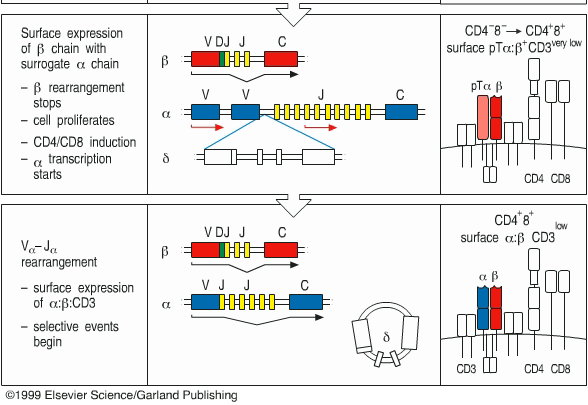 Surface expression
of β chain with
surrogate α chain
– β rearrangement
stops
– cell proliferates
– CD4/CD8 induction
– α transcription
starts
β
V DJ J C
α
V V J C
δ
CD4⁻8⁻ → CD4⁺8⁺
surface pTα:β⁺CD3 very low
pTα β
CD4 CD8
Vα–Jα
rearrangement
– surface expression
of α:β:CD3
– selective events
begin
β
V DJ J C
α
V J J C
δ
CD4⁺8⁺
surface α:β CD3 low
α β
CD3 CD4 CD8
©1999 Elsevier Science/Garland Publishing